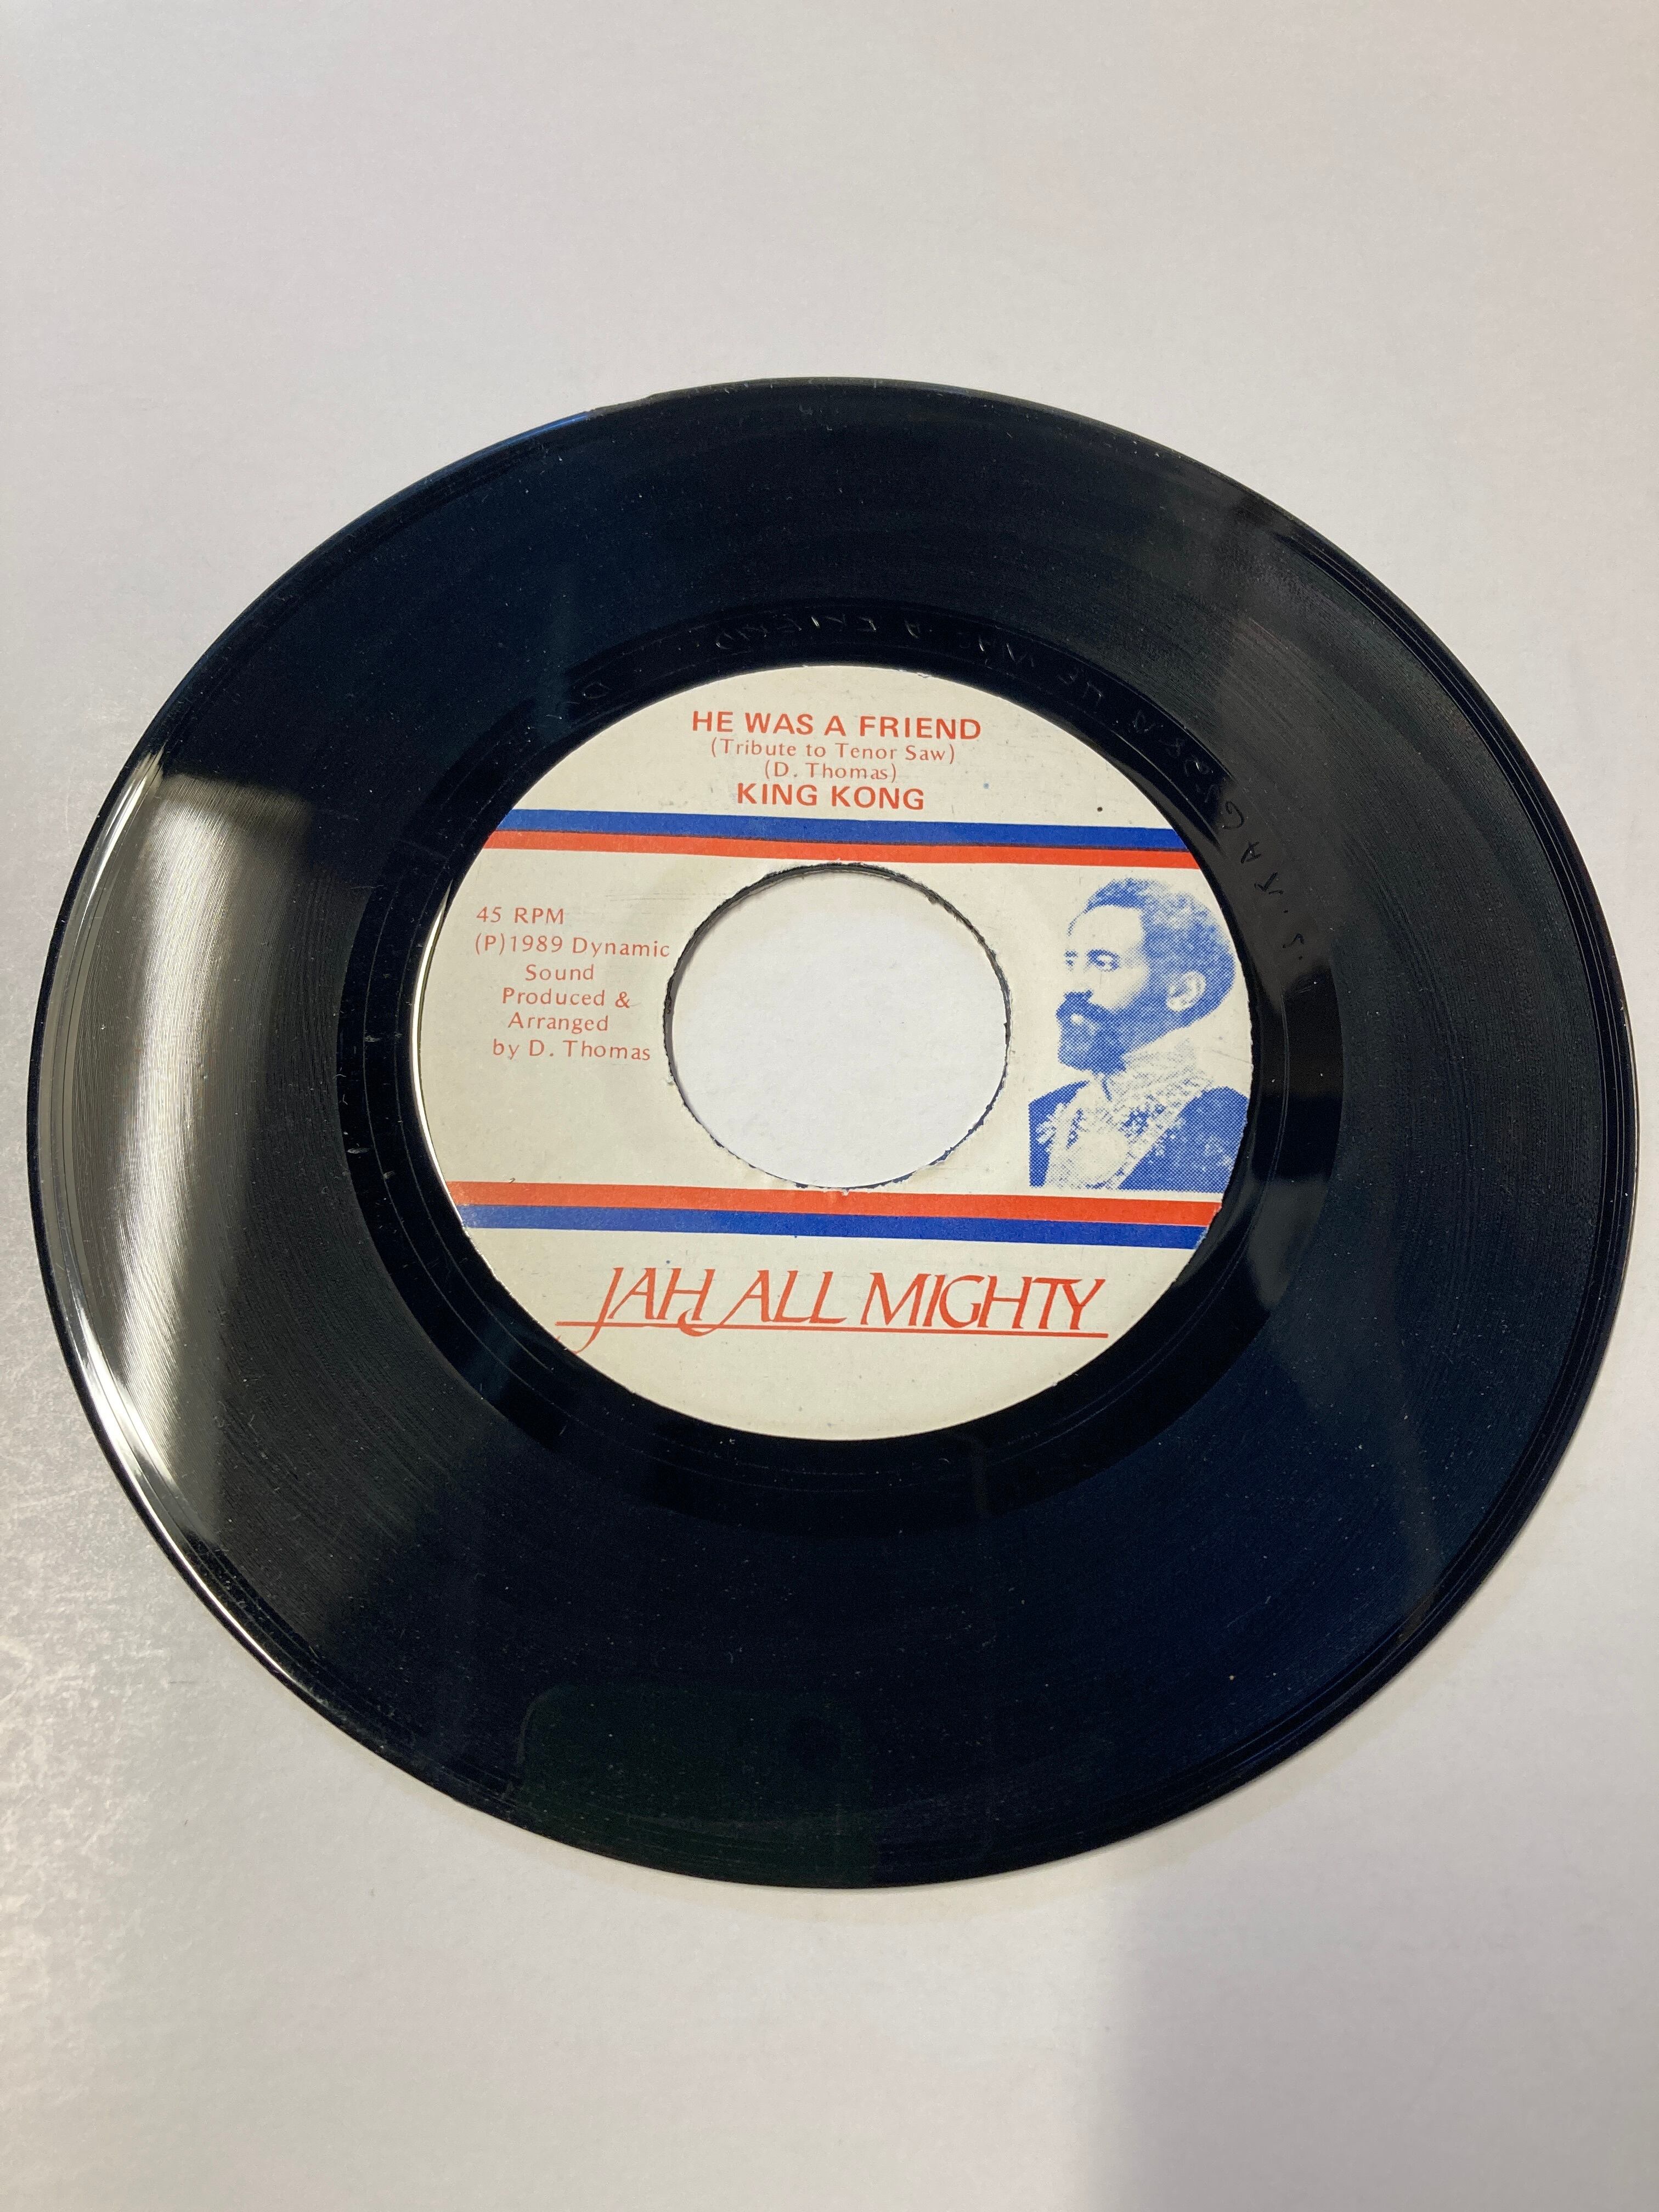 HE WAS A FRIEND
(Tribute to Tenor Saw)
(D. Thomas)
KING KONG
45 RPM
(P)1989 Dynamic
Sound
Produced &
Arranged
by D. Thomas
JAH ALL MIGHTY